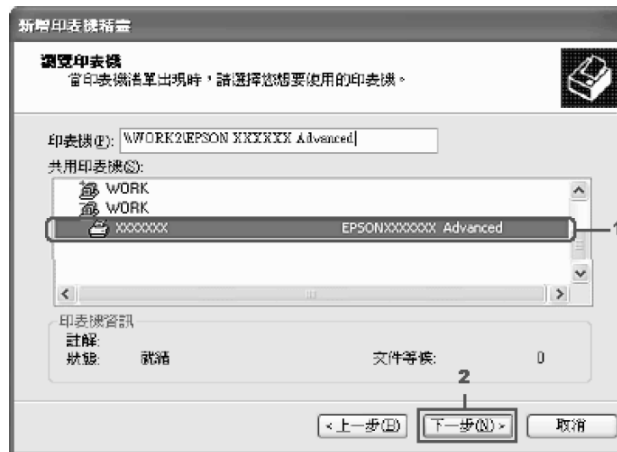 新增印表機精靈
瀏覽印表機
當印表機清單出現時，請選擇您想要使用的印表機。
印表機(P): \\WORK2\EPSON XXXXXX Advanced
共用印表機(S):
WORK
WORK
XXXXXXX EPSONXXXXXXX Advanced
1
印表機資訊
註解:
狀態: 就緒 文件等候: 0
2
<上一步(B) 下一步(N)> 取消